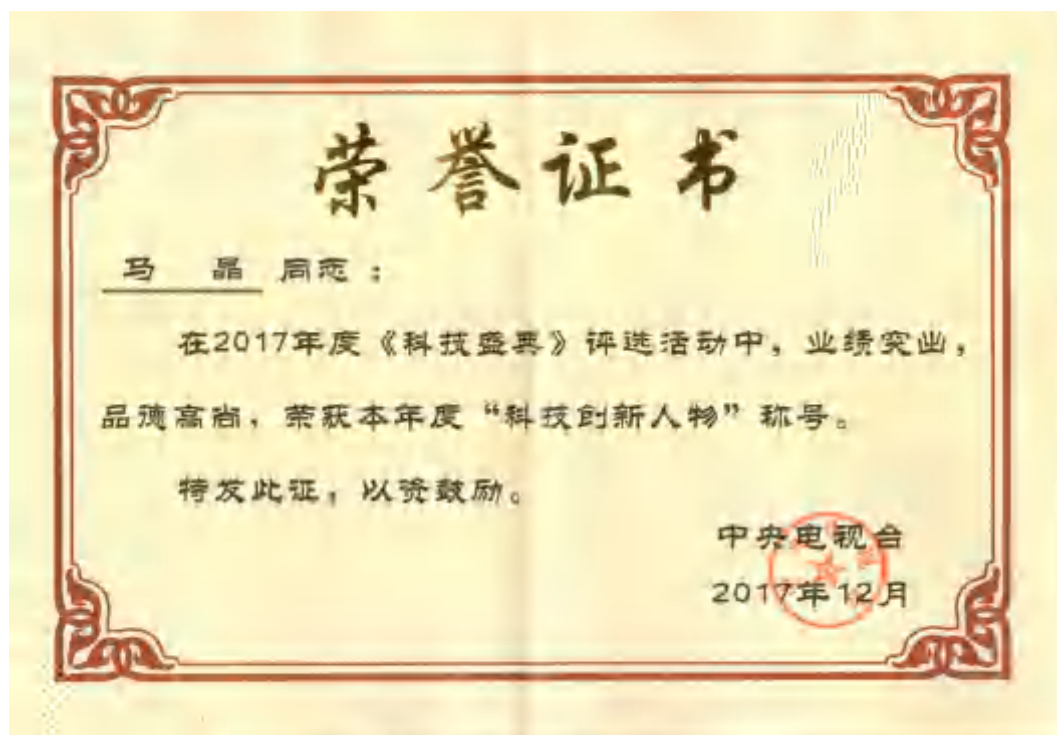 荣誉证书
马 晶 同志：
在2017年度《科技盛典》评选活动中，业绩突出，
品德高尚，荣获本年度“科技创新人物”称号。
特发此证，以资鼓励。
中央电视台
2017年12月